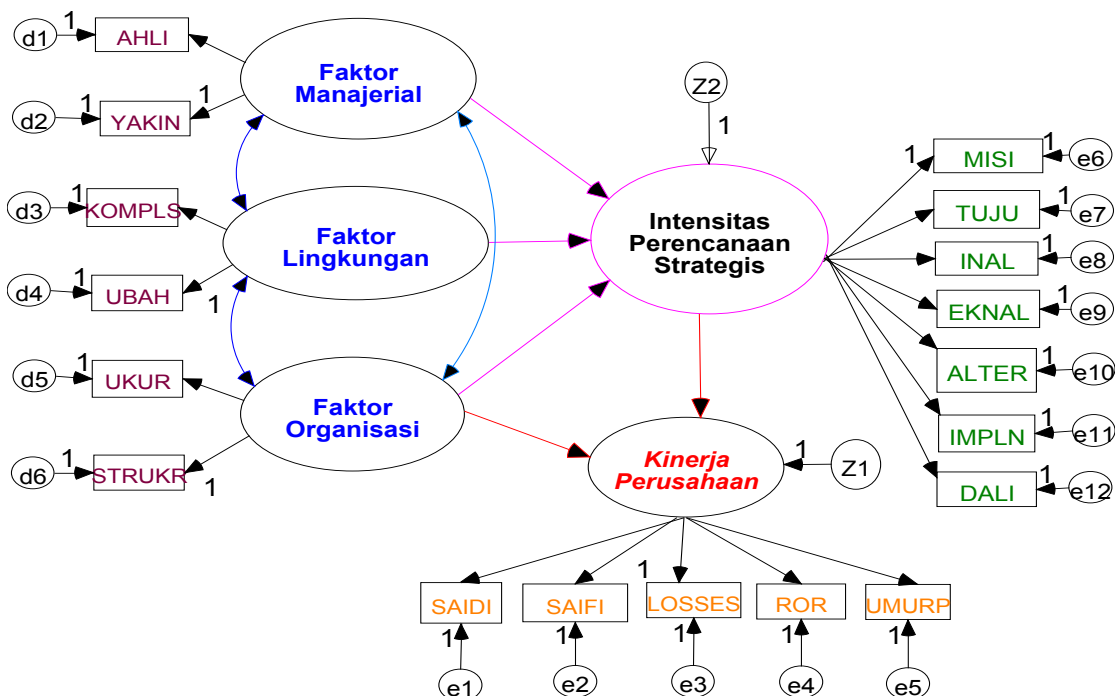 d1
1
AHLI
d2
1
YAKIN
1
Faktor
Manajerial
d3
1
KOMPLS
d4
1
UBAH
1
Faktor
Lingkungan
d5
1
UKUR
d6
1
STRUKR
1
Faktor
Organisasi
Z2
1
Intensitas
Perencanaan
Strategis
1
MISI
1
e6
TUJU
1
e7
INAL
1
e8
EKNAL
1
e9
ALTER
1
e10
IMPLN
1
e11
DALI
1
e12
Kinerja
Perusahaan
1
Z1
1
SAIDI
SAIFI
LOSSES
ROR
UMURP
1
1
1
1
1
e1
e2
e3
e4
e5